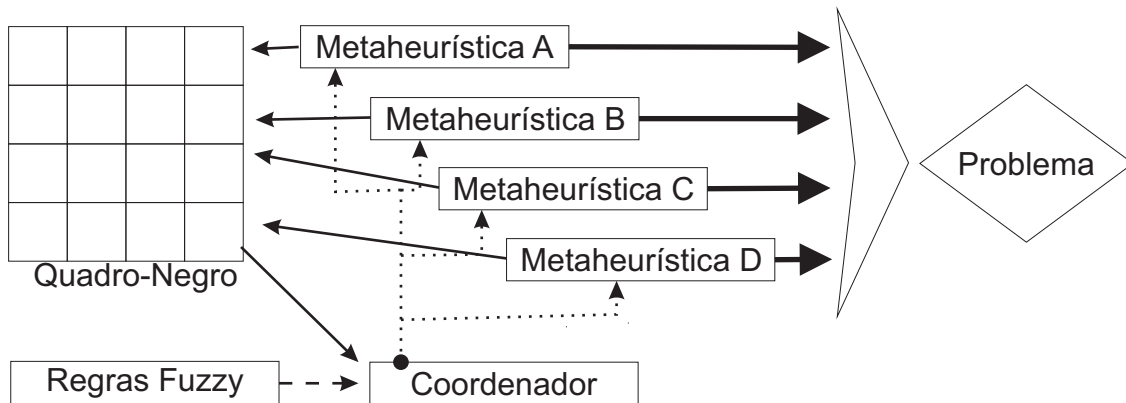 Metaheurística A
Metaheurística B
Metaheurística C
Metaheurística D
Problema
Quadro-Negro
Regras Fuzzy
Coordenador